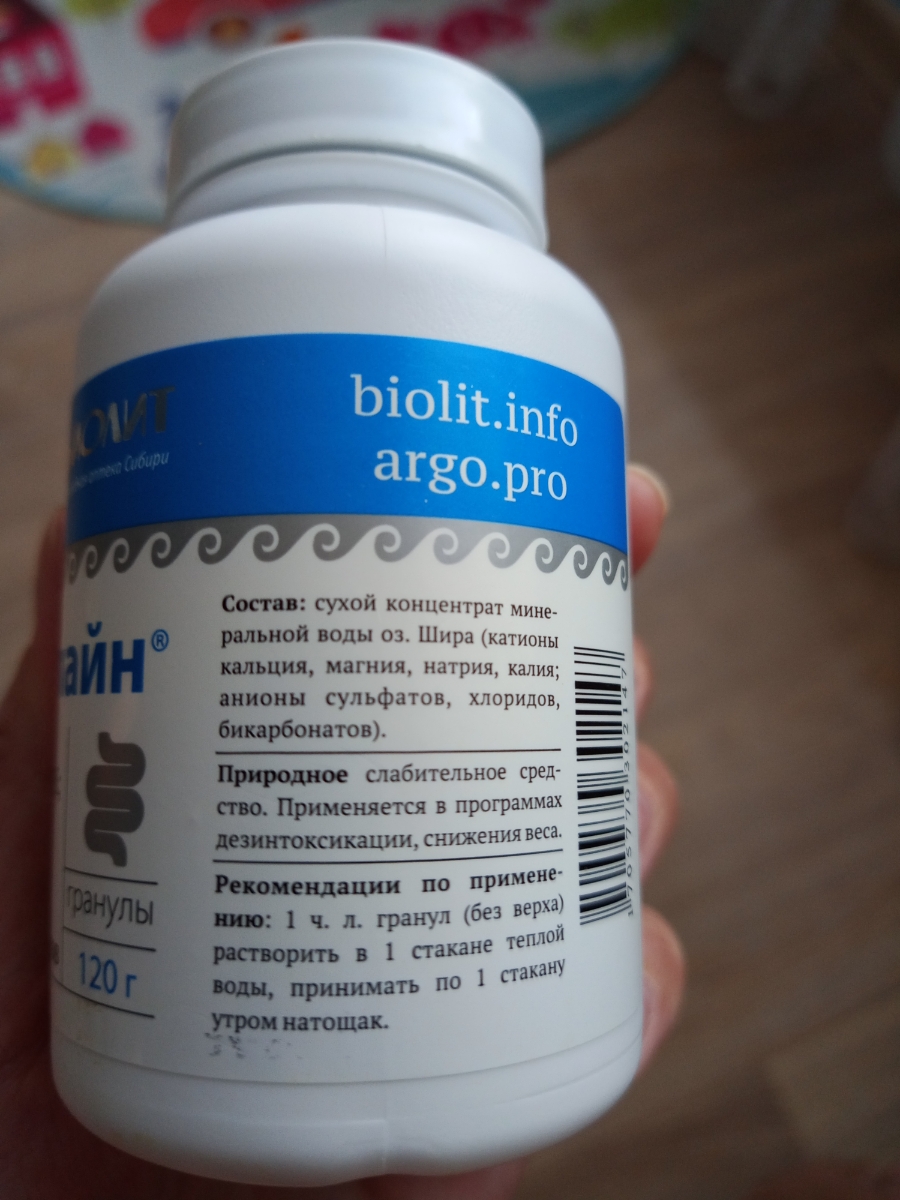 biolit.info
argo.pro
аптека Сибири
Состав: сухой концентрат мине-
ральной воды оз. Шира (катионы
кальция, магния, натрия, калия;
анионы сульфатов, хлоридов,
бикарбонатов).
Природное слабительное сред-
ство. Применяется в программах
дезинтоксикации, снижения веса.
Рекомендации по примене-
нию: 1 ч. л. гранул (без верха)
растворить в 1 стакане теплой
воды, принимать по 1 стакану
утром натощак.
айн®
гранулы
120 г